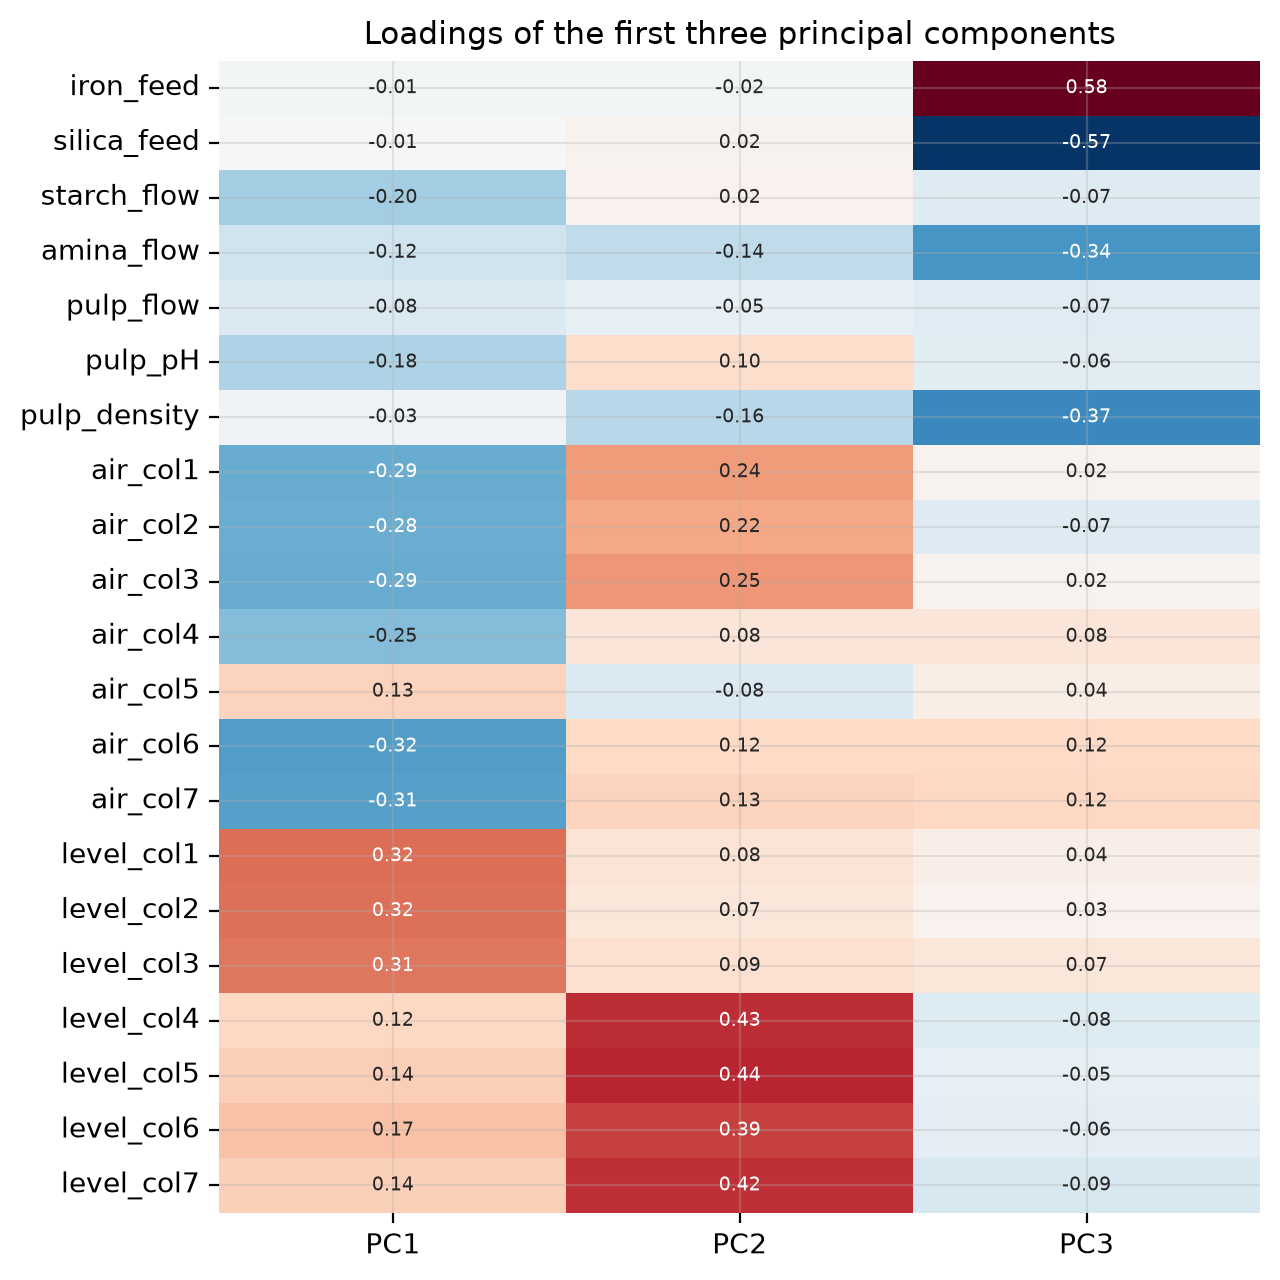 Loadings of the first three principal components
iron_feed -0.01 -0.02 0.58
silica_feed -0.01 0.02 -0.57
starch_flow -0.20 0.02 -0.07
amina_flow -0.12 -0.14 -0.34
pulp_flow -0.08 -0.05 -0.07
pulp_pH -0.18 0.10 -0.06
pulp_density -0.03 -0.16 -0.37
air_col1 -0.29 0.24 0.02
air_col2 -0.28 0.22 -0.07
air_col3 -0.29 0.25 0.02
air_col4 -0.25 0.08 0.08
air_col5 0.13 -0.08 0.04
air_col6 -0.32 0.12 0.12
air_col7 -0.31 0.13 0.12
level_col1 0.32 0.08 0.04
level_col2 0.32 0.07 0.03
level_col3 0.31 0.09 0.07
level_col4 0.12 0.43 -0.08
level_col5 0.14 0.44 -0.05
level_col6 0.17 0.39 -0.06
level_col7 0.14 0.42 -0.09
PC1 PC2 PC3